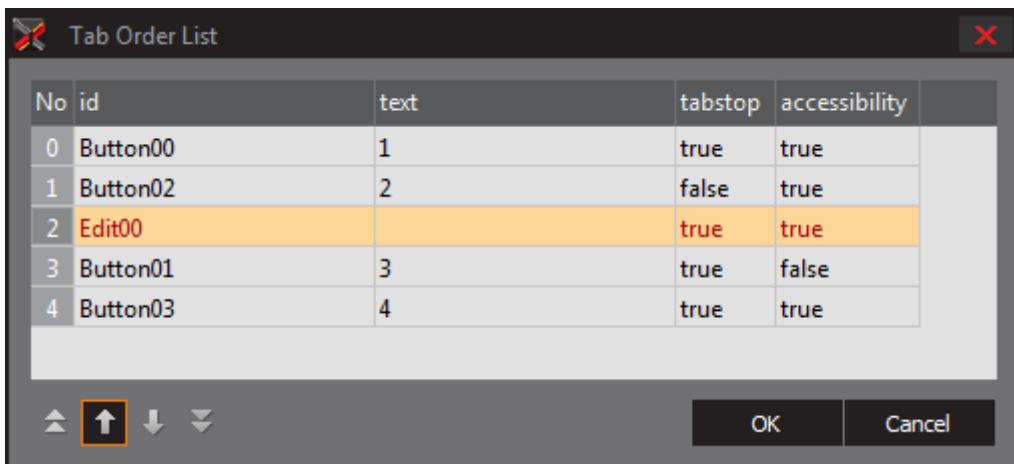 Tab Order List
No id text tabstop accessibility
0 Button00 1 true true
1 Button02 2 false true
2 Edit00 true true
3 Button01 3 true false
4 Button03 4 true true
OK Cancel